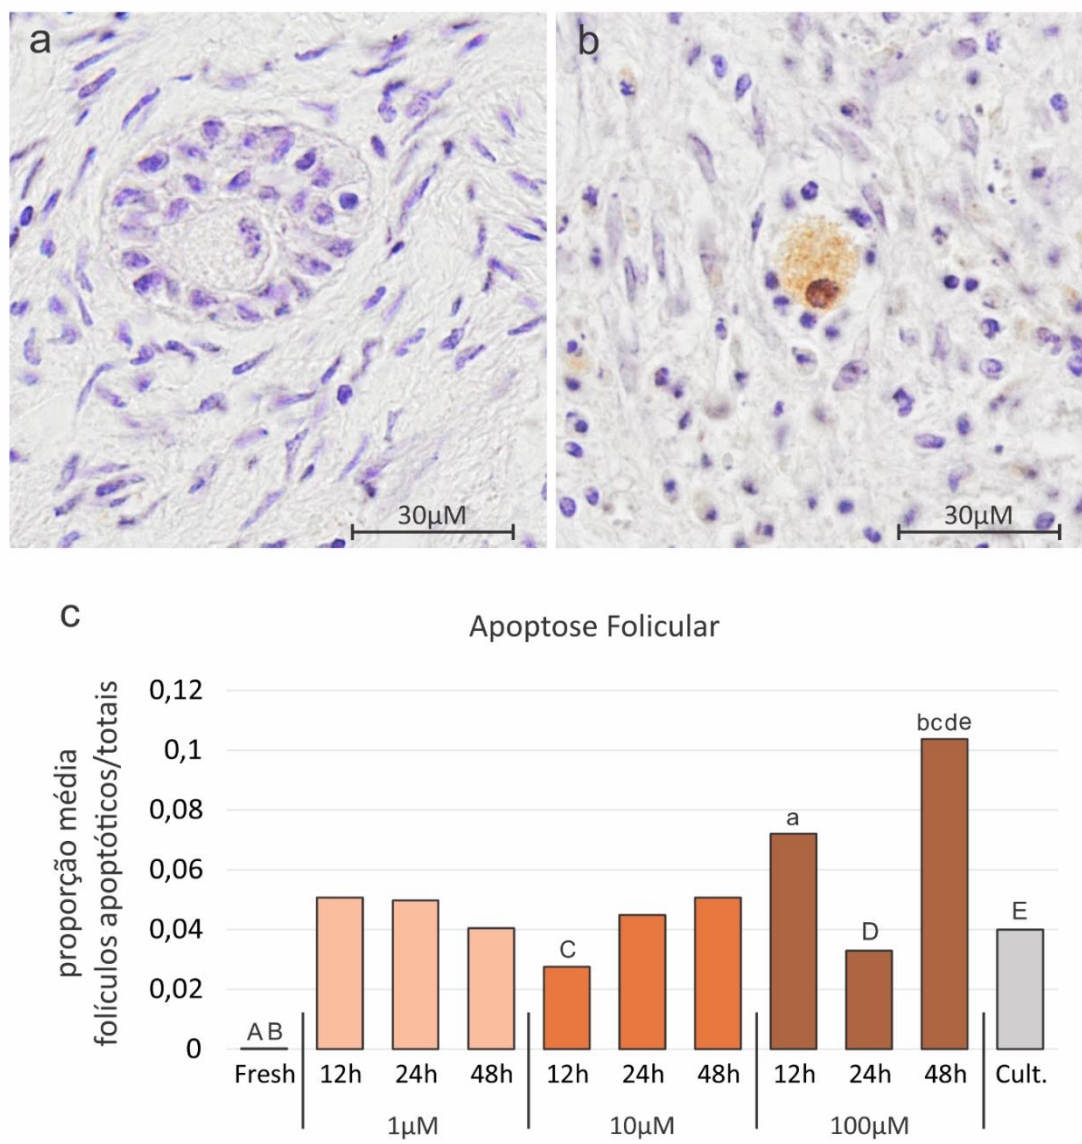 a
b
30µM
30µM
c
Apoptose Folicular
proporção média
folículos apoptóticos/totais
0,12
0,1
0,08
0,06
0,04
0,02
0
A B
C
a
D
bcde
E
Fresh 12h 24h 48h 12h 24h 48h 12h 24h 48h Cult.
1µM 10µM 100µM